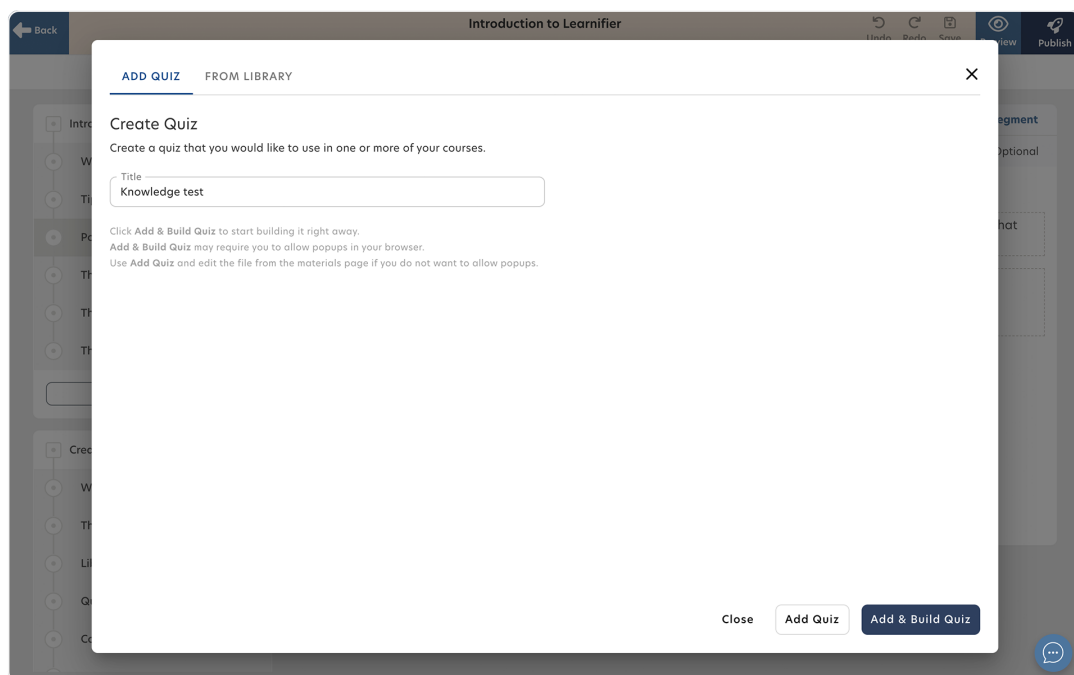 Back
Introduction to Learnifier
Undo
Redo
Save
Publish
ADD QUIZ
FROM LIBRARY
Create Quiz
Create a quiz that you would like to use in one or more of your courses.
Title
Knowledge test
Click Add & Build Quiz to start building it right away.
Add & Build Quiz may require you to allow popups in your browser.
Use Add Quiz and edit the file from the materials page if you do not want to allow popups.
Close
Add Quiz
Add & Build Quiz